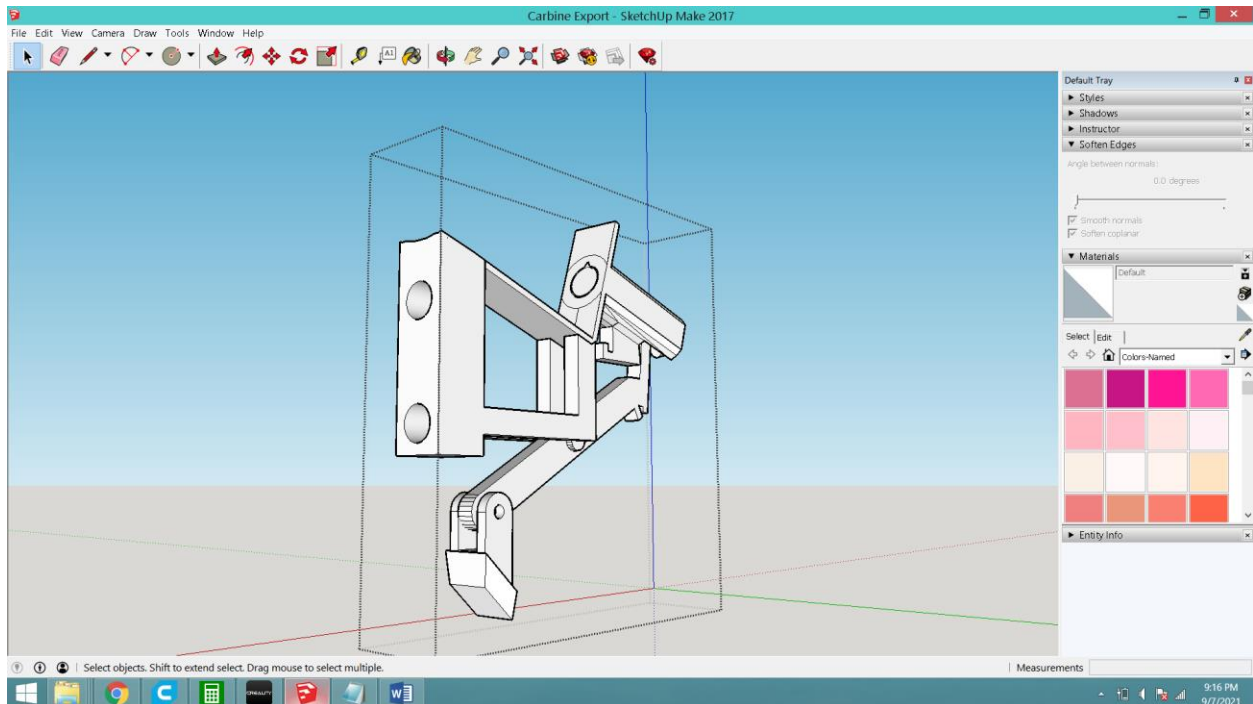 Carbine Export - SketchUp Make 2017
File Edit View Camera Draw Tools Window Help
A1
Default Tray
Styles
Shadows
Instructor
Soften Edges
Angle between normals:
0.0 degrees
Smooth normals
Soften coplanar
Materials
Default
Select Edit
Colors-Named
Entity Info
Select objects. Shift to extend select. Drag mouse to select multiple.
Measurements
CREALITY
9:16 PM
9/7/2021